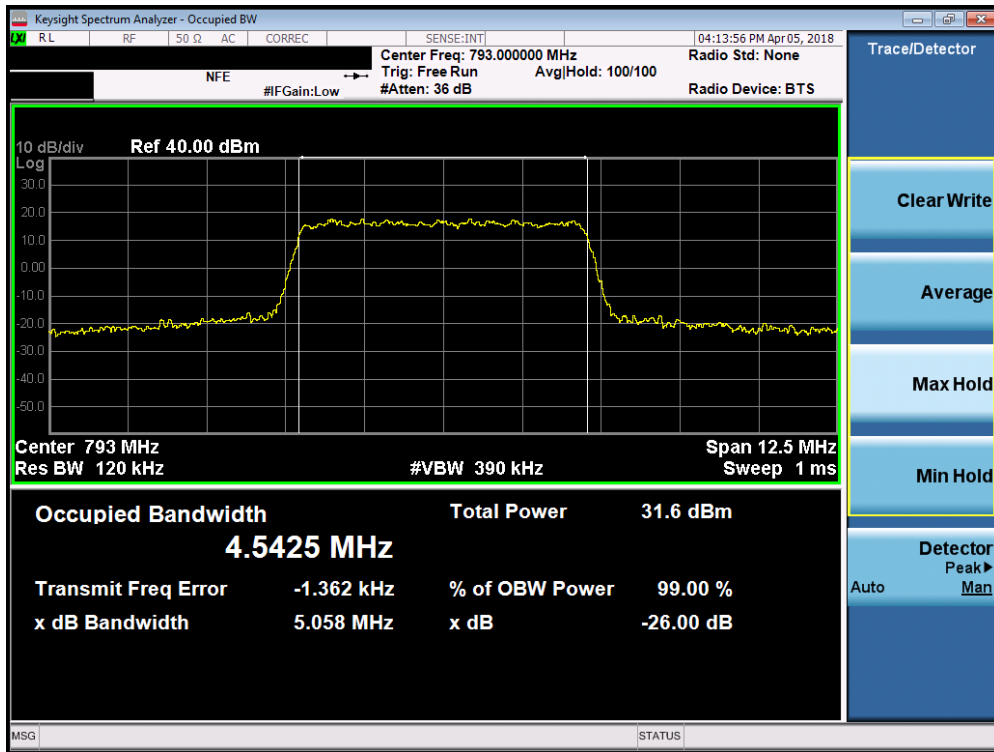 Keysight Spectrum Analyzer - Occupied BW
LXI RL RF 50 Ω AC CORREC SENSE:INT 04:13:56 PM Apr 05, 2018
Center Freq: 793.000000 MHz Radio Std: None
NFE Trig: Free Run Avg|Hold: 100/100
#IFGain:Low #Atten: 36 dB Radio Device: BTS
10 dB/div Ref 40.00 dBm
Log
30.0
20.0
10.0
0.00
-10.0
-20.0
-30.0
-40.0
-50.0
Center 793 MHz Span 12.5 MHz
Res BW 120 kHz #VBW 390 kHz Sweep 1 ms
Occupied Bandwidth Total Power 31.6 dBm
4.5425 MHz
Transmit Freq Error -1.362 kHz % of OBW Power 99.00 %
x dB Bandwidth 5.058 MHz x dB -26.00 dB
MSG STATUS
Trace/Detector
Clear Write
Average
Max Hold
Min Hold
Detector
Peak▶
Auto Man